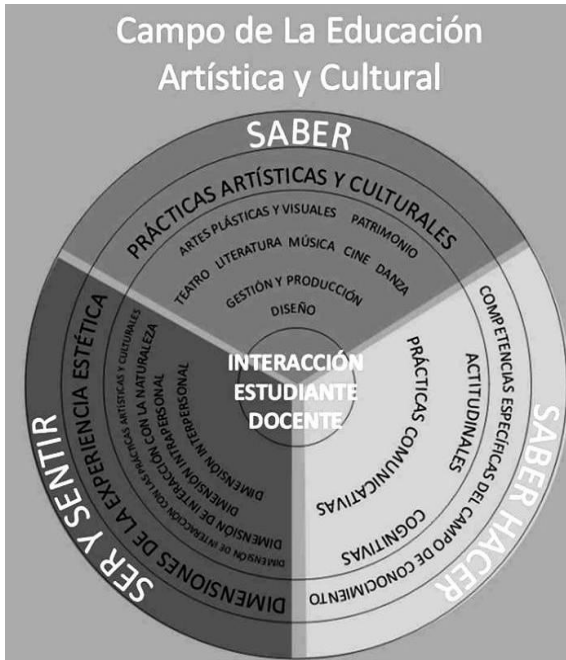 Campo de La Educación
Artística y Cultural
SABER
PRÁCTICAS ARTÍSTICAS Y CULTURALES
ARTES PLÁSTICAS Y VISUALES PATRIMONIO
TEATRO LITERATURA MÚSICA CINE DANZA
GESTIÓN Y PRODUCCIÓN
DISEÑO
INTERACCIÓN
ESTUDIANTE
DOCENTE
SABER HACER
COMPETENCIAS ESPECÍFICAS DEL CAMPO DE CONOCIMIENTO
ACTITUDINALES
COGNITIVAS
PRÁCTICAS COMUNICATIVAS
SER Y SENTIR
DIMENSIONES DE LA EXPERIENCIA ESTÉTICA
DIMENSIÓN DE INTERACCIÓN CON LAS PRÁCTICAS ARTÍSTICAS Y CULTURALES
DIMENSIÓN DE INTERACCIÓN CON LA NATURALEZA
DIMENSIÓN INTRAPERSONAL
DIMENSIÓN INTERPERSONAL